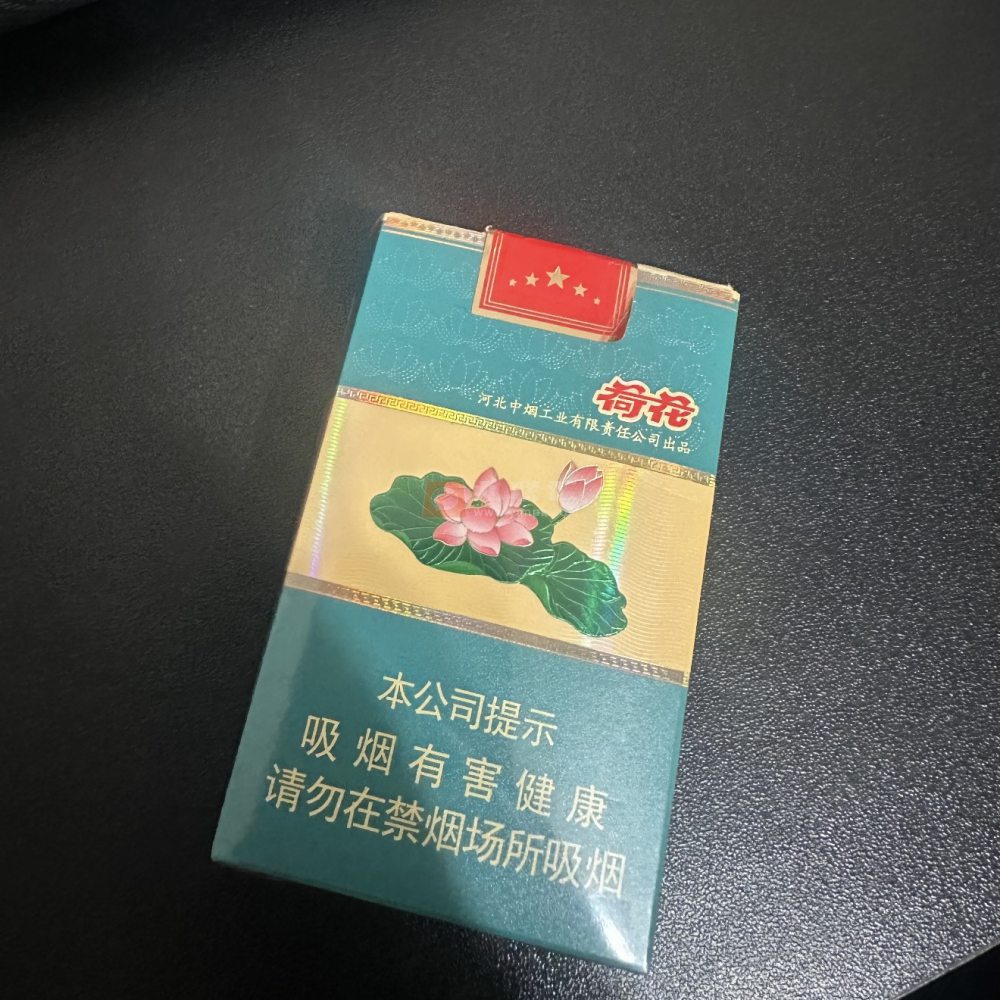 荷花
河北中烟工业有限责任公司出品
本公司提示
吸烟有害健康
请勿在禁烟场所吸烟